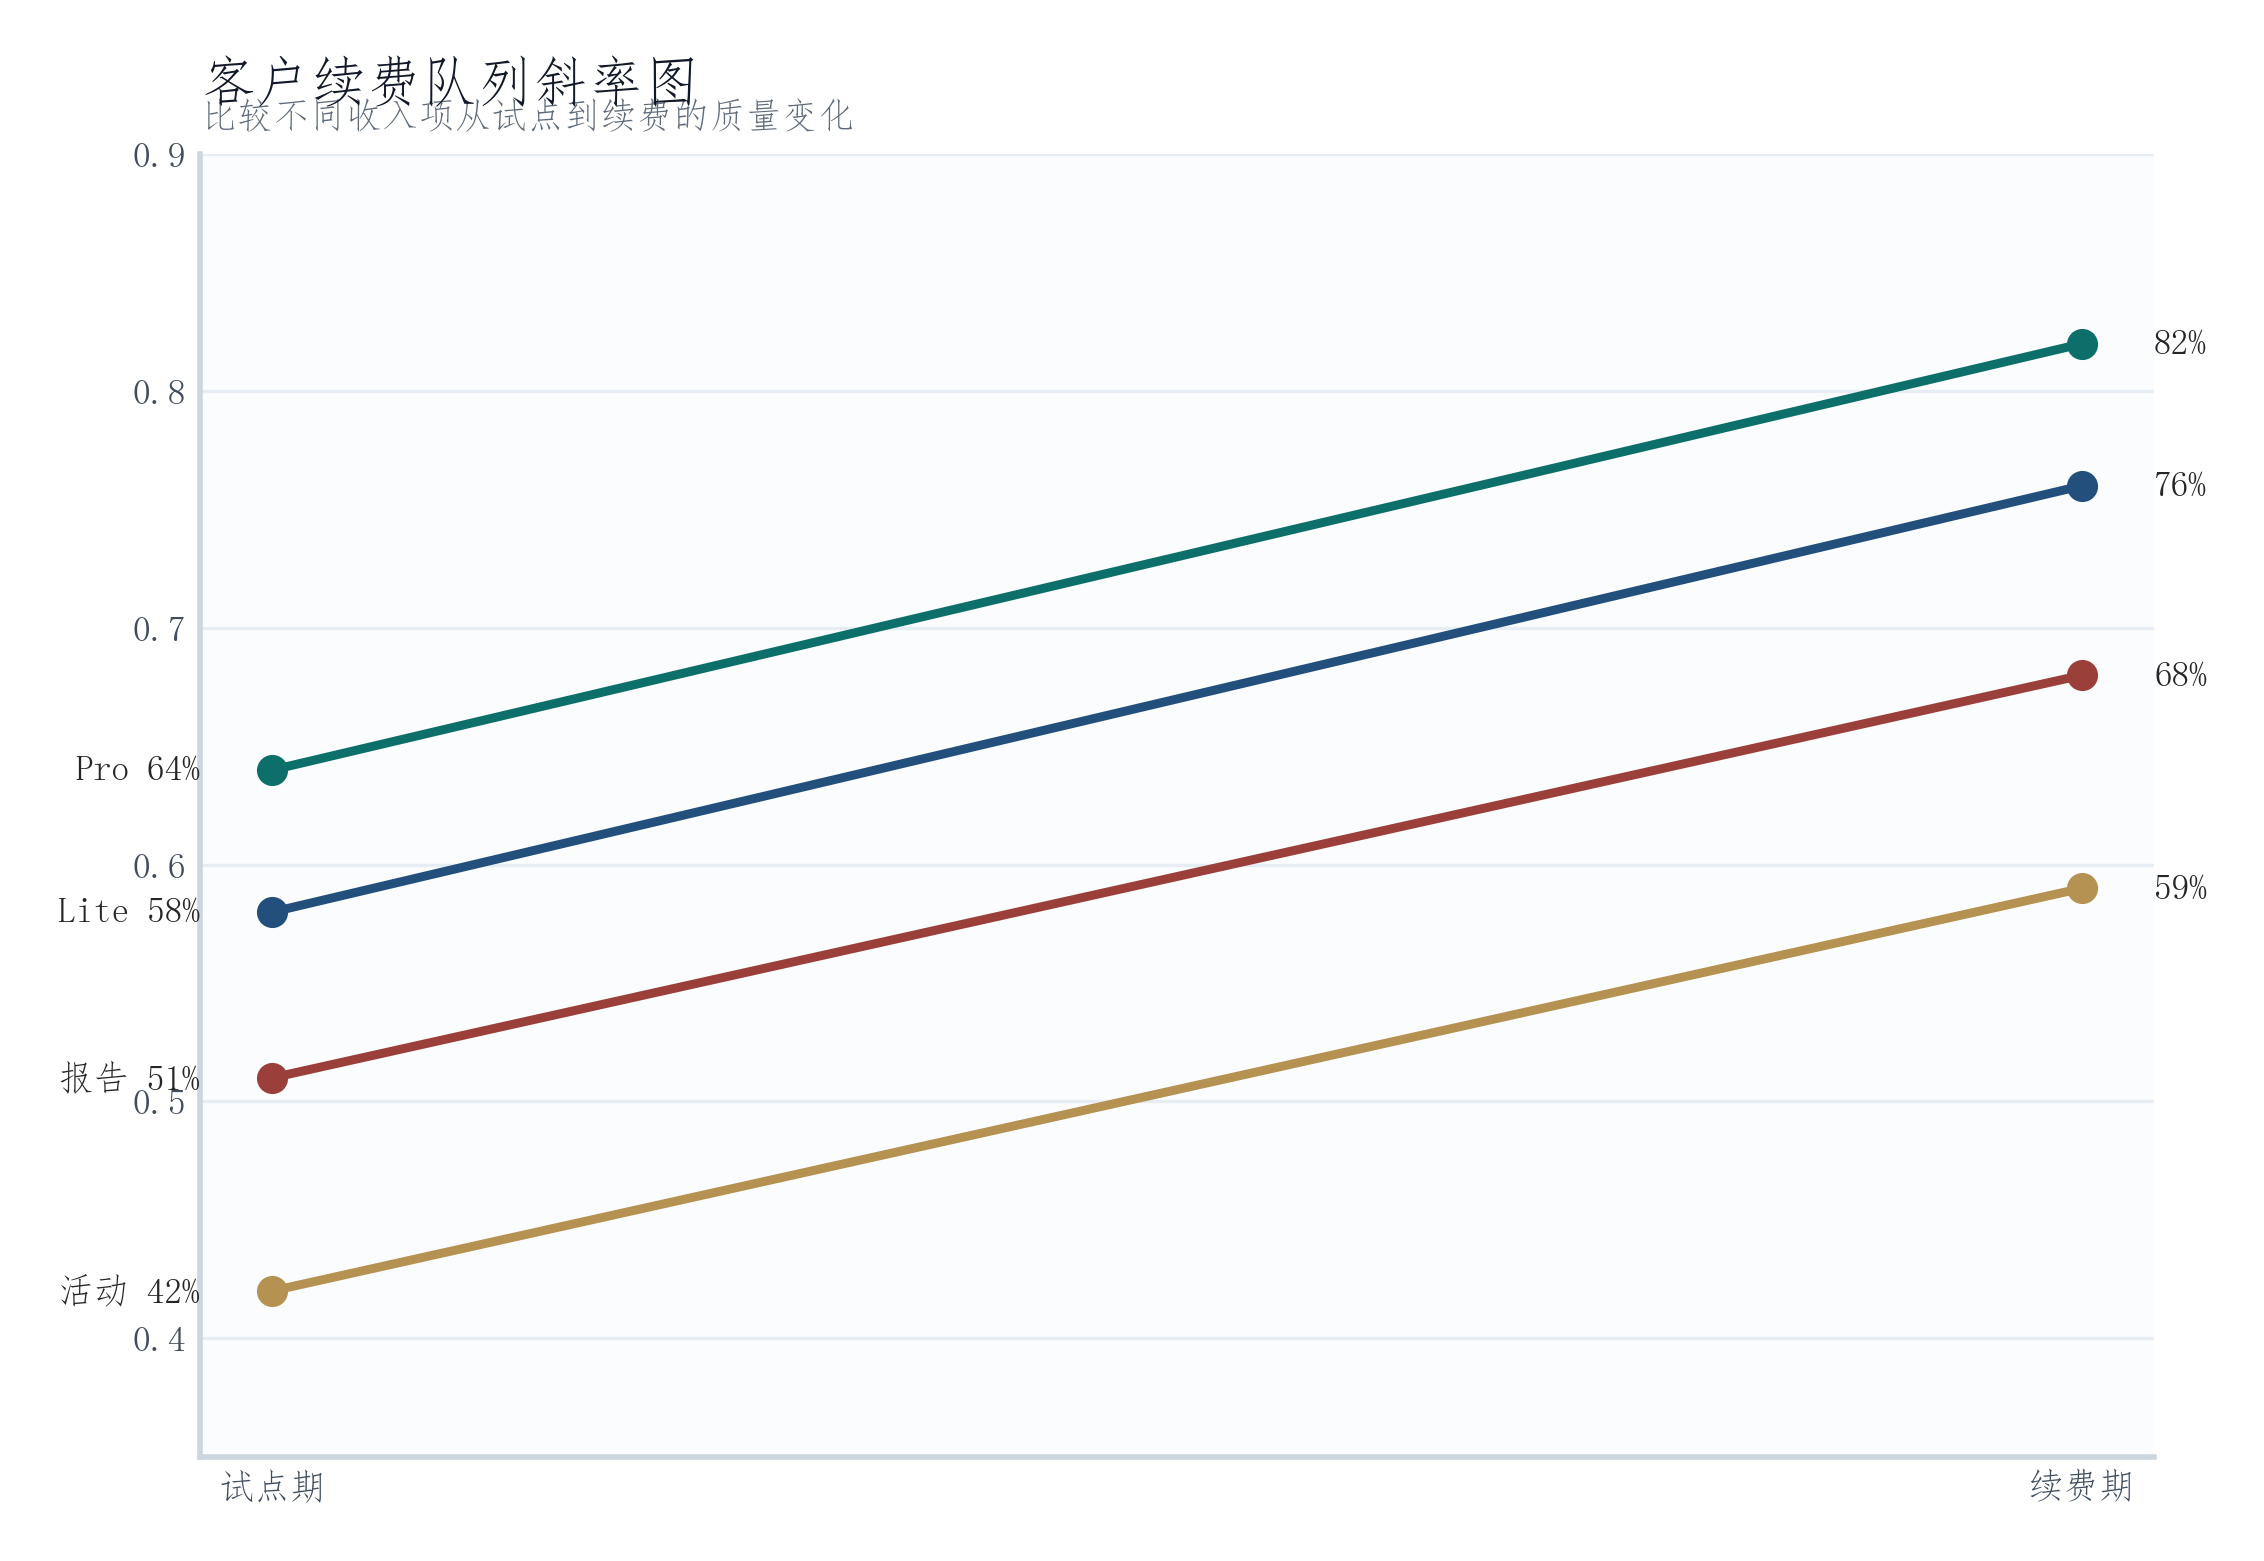 客户续费队列斜率图
比较不同收入项从试点到续费的质量变化
0.9
82%
0.8
76%
0.7
68%
Pro 64%
0.6
59%
Lite 58%
报告 51%
0.5
活动 42%
0.4
试点期
续费期